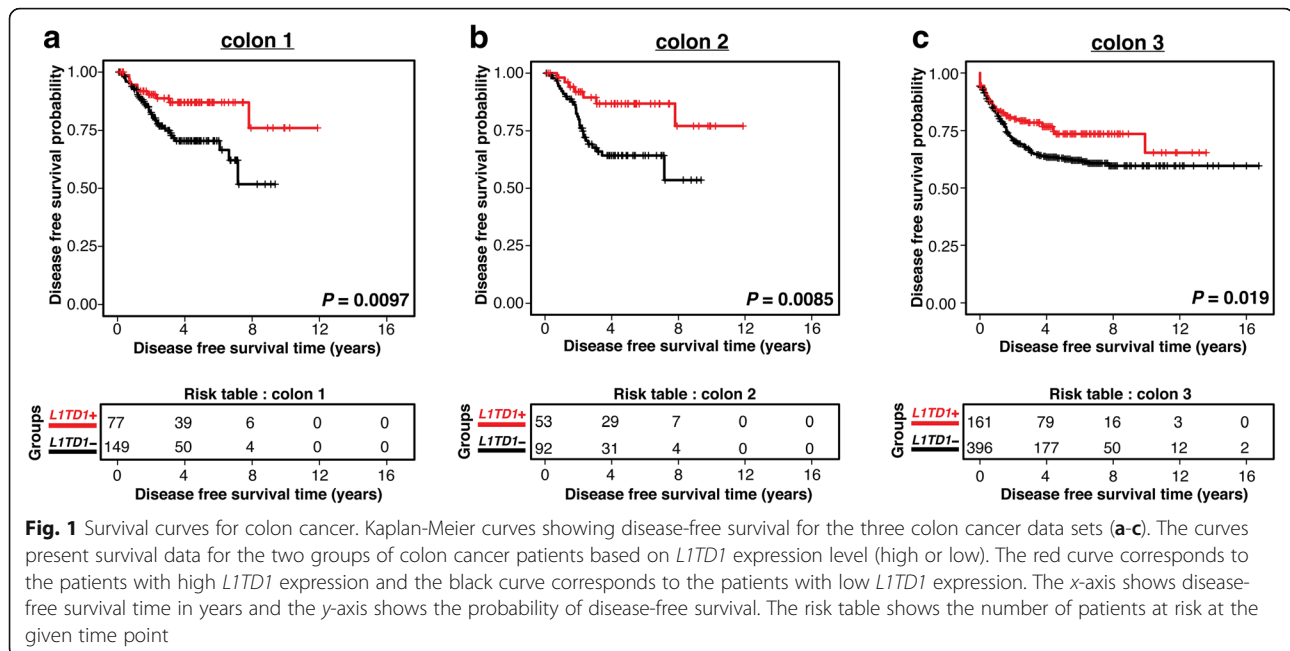 a
colon 1
Disease free survival probability
1.00
0.75
0.50
0.25
0.00
P = 0.0097
0 4 8 12 16
Disease free survival time (years)
Risk table : colon 1
Groups
L1TD1+ 77 39 6 0 0
L1TD1− 149 50 4 0 0
0 4 8 12 16
Disease free survival time (years)
b
colon 2
Disease free survival probability
1.00
0.75
0.50
0.25
0.00
P = 0.0085
0 4 8 12 16
Disease free survival time (years)
Risk table : colon 2
Groups
L1TD1+ 53 29 7 0 0
L1TD1− 92 31 4 0 0
0 4 8 12 16
Disease free survival time (years)
c
colon 3
Disease free survival probability
1.00
0.75
0.50
0.25
0.00
P = 0.019
0 4 8 12 16
Disease free survival time (years)
Risk table : colon 3
Groups
L1TD1+ 161 79 16 3 0
L1TD1− 396 177 50 12 2
0 4 8 12 16
Disease free survival time (years)
Fig. 1 Survival curves for colon cancer. Kaplan-Meier curves showing disease-free survival for the three colon cancer data sets (a-c). The curves
present survival data for the two groups of colon cancer patients based on L1TD1 expression level (high or low). The red curve corresponds to
the patients with high L1TD1 expression and the black curve corresponds to the patients with low L1TD1 expression. The x-axis shows disease-
free survival time in years and the y-axis shows the probability of disease-free survival. The risk table shows the number of patients at risk at the
given time point